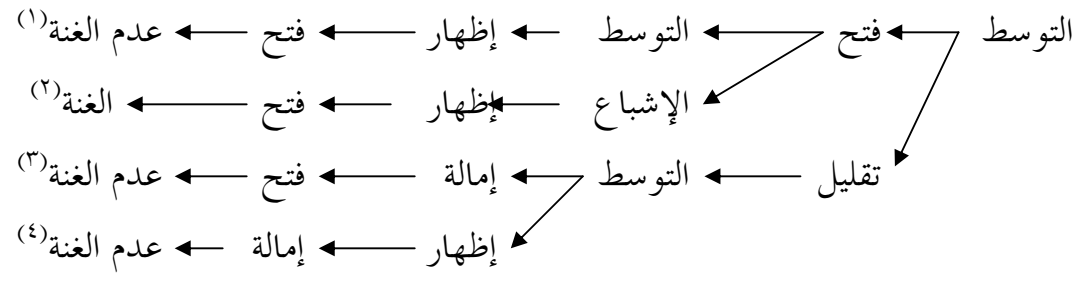 التوسط فتح التوسط إظهار فتح عدم الغنة(١)
الإشباع إظهار فتح الغنة(٢)
تقليل التوسط إمالة فتح عدم الغنة(٣)
إظهار إمالة عدم الغنة(٤)